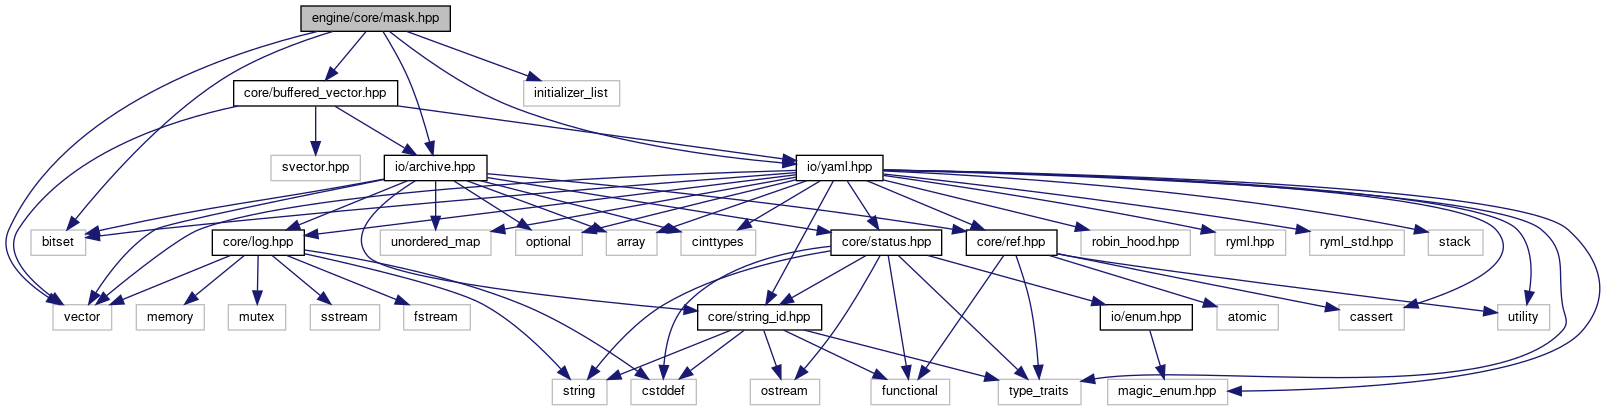 engine/core/mask.hpp
core/buffered_vector.hpp
initializer_list
svector.hpp
io/archive.hpp
io/yaml.hpp
bitset
core/log.hpp
unordered_map
optional
array
cinttypes
core/status.hpp
core/ref.hpp
robin_hood.hpp
ryml.hpp
ryml_std.hpp
stack
vector
memory
mutex
sstream
fstream
core/string_id.hpp
io/enum.hpp
atomic
cassert
utility
string
cstddef
ostream
functional
type_traits
magic_enum.hpp